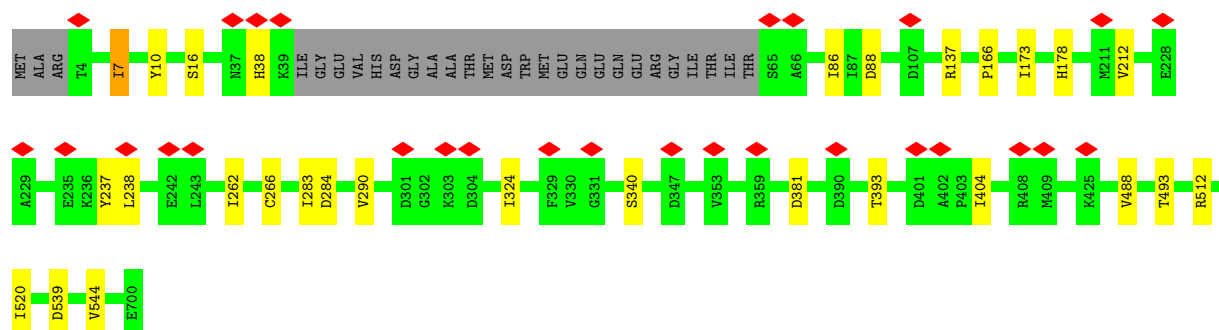 MET ALA ARG T4 I7 Y10 S16 N37 H38 K39 ILE GLY GLU VAL HIS ASP GLY ALA ALA THR MET ASP TRP MET GLU GLN GLU GLN GLU ARG GLY ILE THR ILE THR S65 A66 I86 I87 D88 D107 R137 P166 I173 H178 M211 V212 E228
A229 E235 K236 Y237 L238 E242 L243 I262 C266 I283 D284 V290 D301 G302 K303 D304 I324 F329 V330 G331 S340 D347 V353 R359 D381 D390 T393 D401 A402 P403 I404 R408 M409 K425 V488 T493 R512
I520 D539 V544 E700